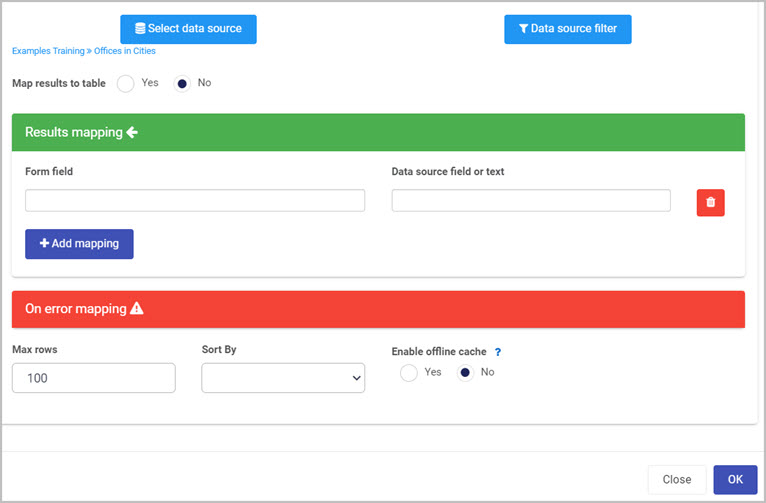 Select data source
Data source filter
Examples Training » Offices in Cities
Map results to table Yes No
Results mapping
Form field Data source field or text
Add mapping
On error mapping
Max rows Sort By Enable offline cache ?
100 Yes No
Close OK